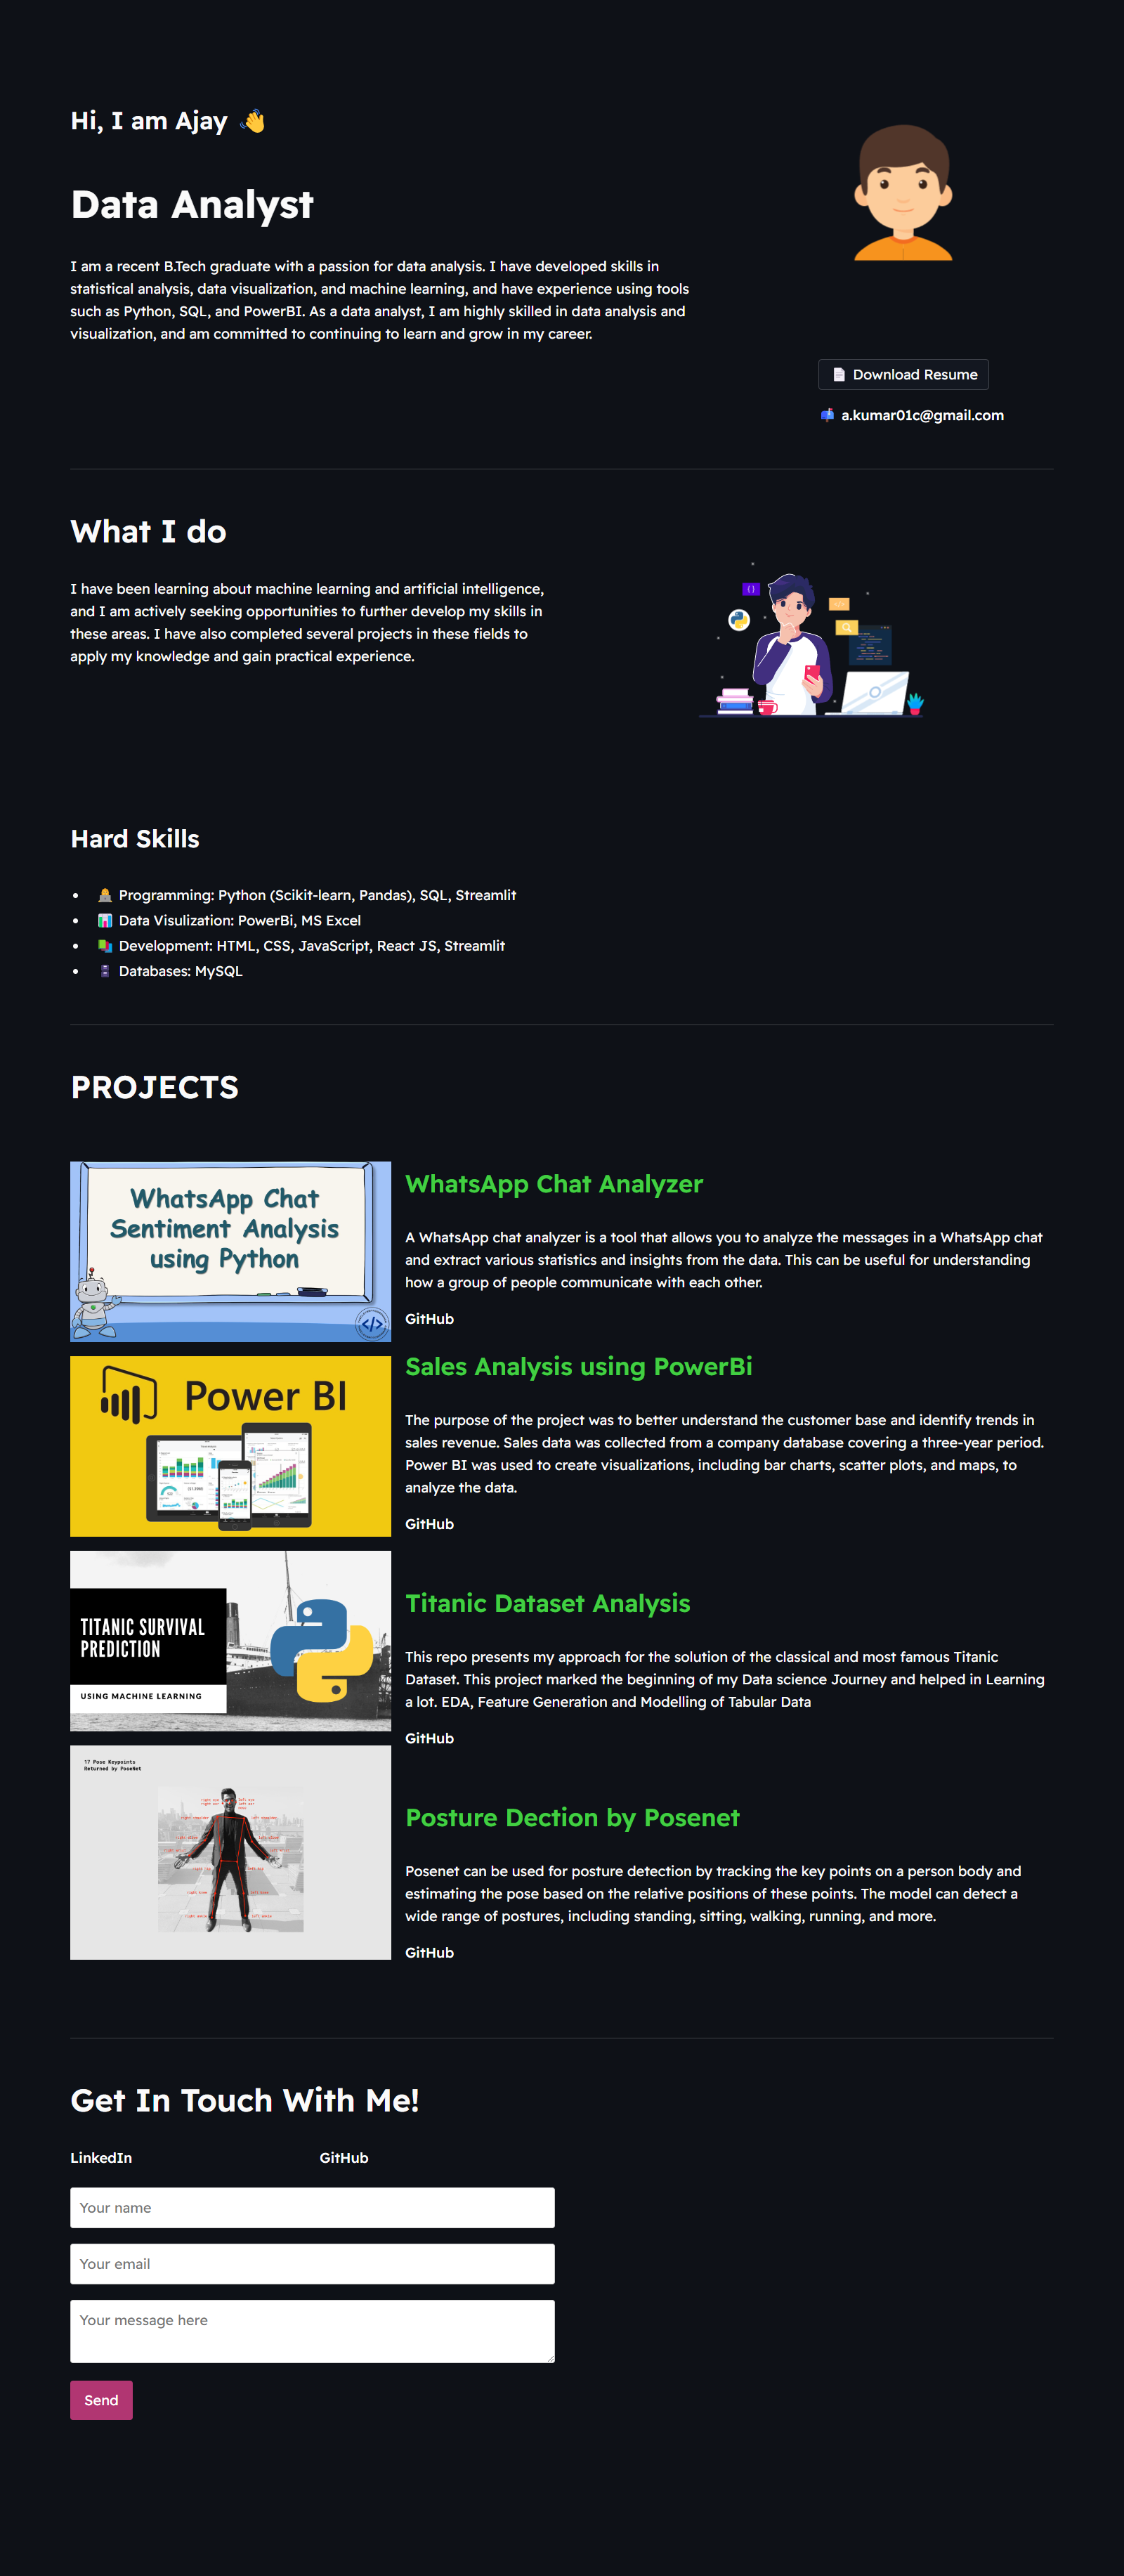 Hi, I am Ajay 👋
Data Analyst
I am a recent B.Tech graduate with a passion for data analysis. I have developed skills in
statistical analysis, data visualization, and machine learning, and have experience using tools
such as Python, SQL, and PowerBI. As a data analyst, I am highly skilled in data analysis and
visualization, and am committed to continuing to learn and grow in my career.
📄 Download Resume
📫 a.kumar01c@gmail.com
What I do
I have been learning about machine learning and artificial intelligence,
and I am actively seeking opportunities to further develop my skills in
these areas. I have also completed several projects in these fields to
apply my knowledge and gain practical experience.
Hard Skills
• 👩‍💻 Programming: Python (Scikit-learn, Pandas), SQL, Streamlit
• 📊 Data Visulization: PowerBi, MS Excel
• 📚 Development: HTML, CSS, JavaScript, React JS, Streamlit
• 🗄️ Databases: MySQL
PROJECTS
WhatsApp Chat
Sentiment Analysis
using Python
</>
WhatsApp Chat Analyzer
A WhatsApp chat analyzer is a tool that allows you to analyze the messages in a WhatsApp chat
and extract various statistics and insights from the data. This can be useful for understanding
how a group of people communicate with each other.
GitHub
Power BI
Sales Analysis using PowerBi
The purpose of the project was to better understand the customer base and identify trends in
sales revenue. Sales data was collected from a company database covering a three-year period.
Power BI was used to create visualizations, including bar charts, scatter plots, and maps, to
analyze the data.
GitHub
TITANIC SURVIVAL
PREDICTION
USING MACHINE LEARNING
Titanic Dataset Analysis
This repo presents my approach for the solution of the classical and most famous Titanic
Dataset. This project marked the beginning of my Data science Journey and helped in Learning
a lot. EDA, Feature Generation and Modelling of Tabular Data
GitHub
17 Pose Keypoints
Returned by PoseNet
Posture Dection by Posenet
Posenet can be used for posture detection by tracking the key points on a person body and
estimating the pose based on the relative positions of these points. The model can detect a
wide range of postures, including standing, sitting, walking, running, and more.
GitHub
Get In Touch With Me!
LinkedIn
GitHub
Your name
Your email
Your message here
Send